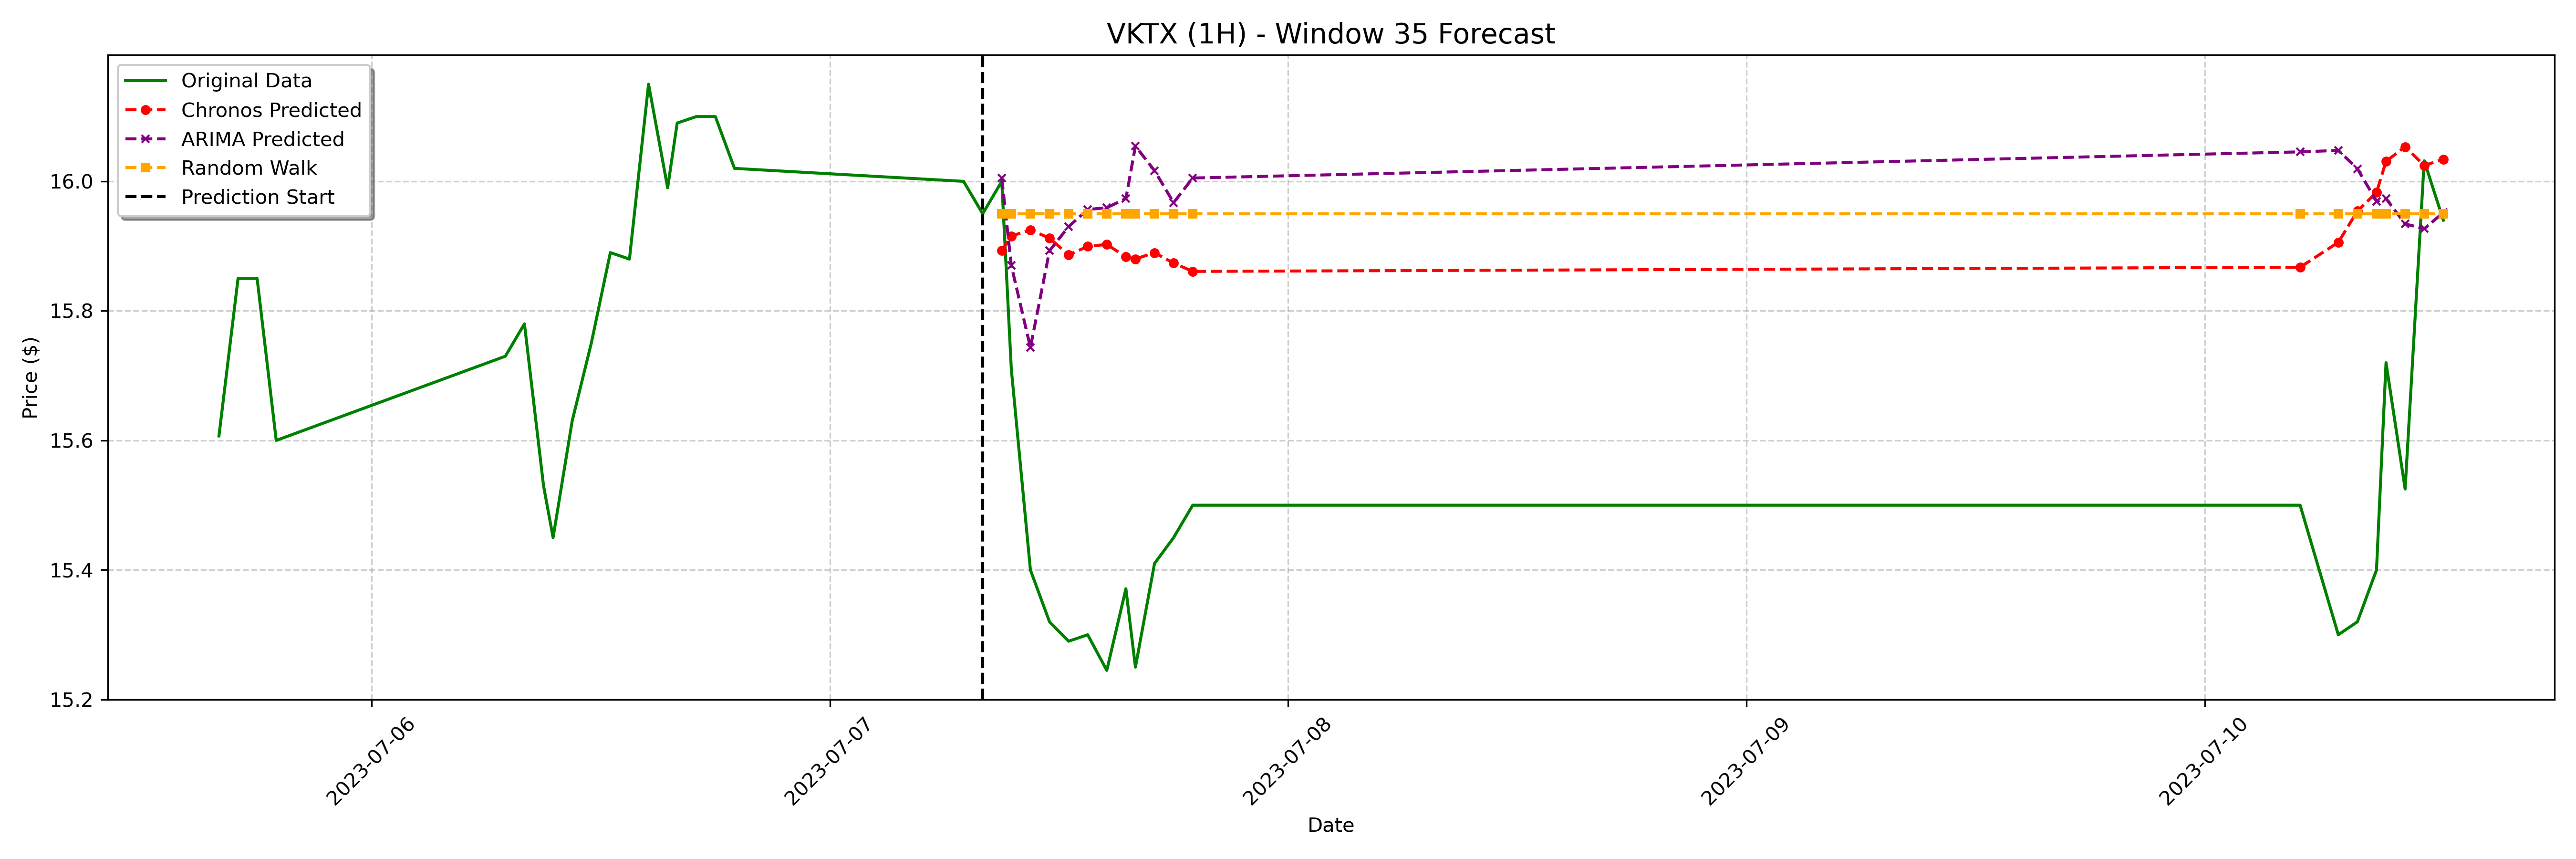 VKTX (1H) - Window 35 Forecast
Original Data
Chronos Predicted
ARIMA Predicted
Random Walk
Prediction Start
Price ($)
16.0
15.8
15.6
15.4
15.2
2023-07-06
2023-07-07
2023-07-08
2023-07-09
2023-07-10
Date